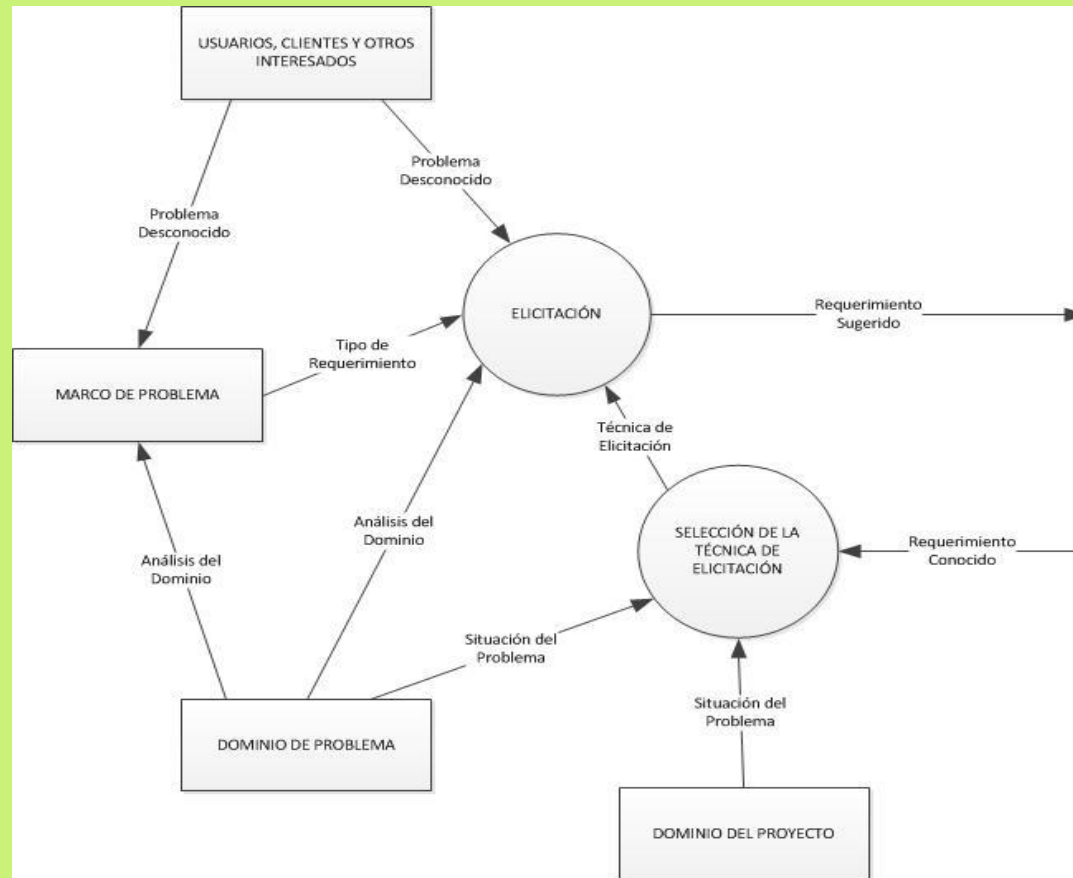 USUARIOS, CLIENTES Y OTROS
INTERESADOS
Problema
Desconocido
Problema
Desconocido
ELICITACIÓN
Requerimiento
Sugerido
Tipo de
Requerimiento
MARCO DE PROBLEMA
Técnica de
Elicitación
Análisis del
Dominio
SELECCIÓN DE LA
TÉCNICA DE
ELICITACIÓN
Requerimiento
Conocido
Análisis del
Dominio
Situación del
Problema
Situación del
Problema
DOMINIO DE PROBLEMA
DOMINIO DEL PROYECTO